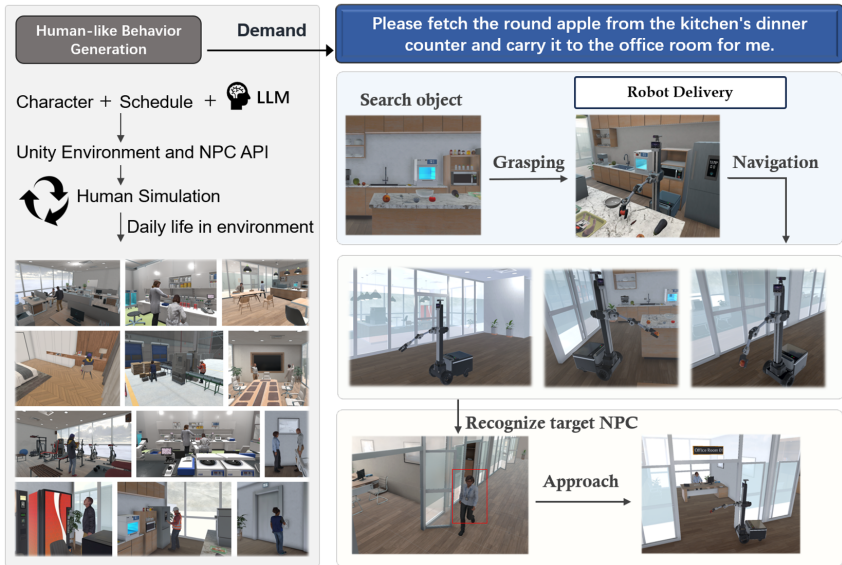 Human-like Behavior
Generation
Demand
Please fetch the round apple from the kitchen's dinner
counter and carry it to the office room for me.
Character + Schedule + LLM
Unity Environment and NPC API
Human Simulation
Daily life in environment
Search object
Robot Delivery
Grasping
Navigation
Recognize target NPC
Approach